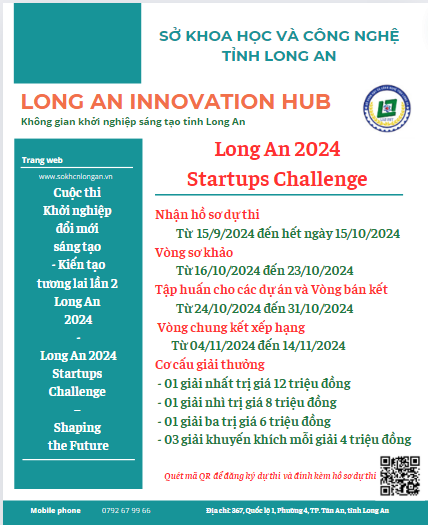 SỞ KHOA HỌC VÀ CÔNG NGHỆ
TỈNH LONG AN
LONG AN INNOVATION HUB
Không gian khởi nghiệp sáng tạo tỉnh Long An
Trang web
www.sokhcnlongan.vn
Cuộc thi
Khởi nghiệp
đổi mới
sáng tạo
- Kiến tạo
tương lai lần 2
Long An
2024
-
Long An 2024
Startups
Challenge
–
Shaping
the Future
Long An 2024
Startups Challenge
Nhận hồ sơ dự thi
Từ 15/9/2024 đến hết ngày 15/10/2024
Vòng sơ khảo
Từ 16/10/2024 đến 23/10/2024
Tập huấn cho các dự án và Vòng bán kết
Từ 24/10/2024 đến 31/10/2024
Vòng chung kết xếp hạng
Từ 04/11/2024 đến 14/11/2024
Cơ cấu giải thưởng
- 01 giải nhất trị giá 12 triệu đồng
- 01 giải nhì trị giá 8 triệu đồng
- 01 giải ba trị giá 6 triệu đồng
- 03 giải khuyến khích mỗi giải 4 triệu đồng
Quét mã QR để đăng ký dự thi và đính kèm hồ sơ dự thi
Mobile phone 0792 67 99 66 Địa chỉ: 367, Quốc lộ 1, Phường 4, TP. Tân An, tỉnh Long An